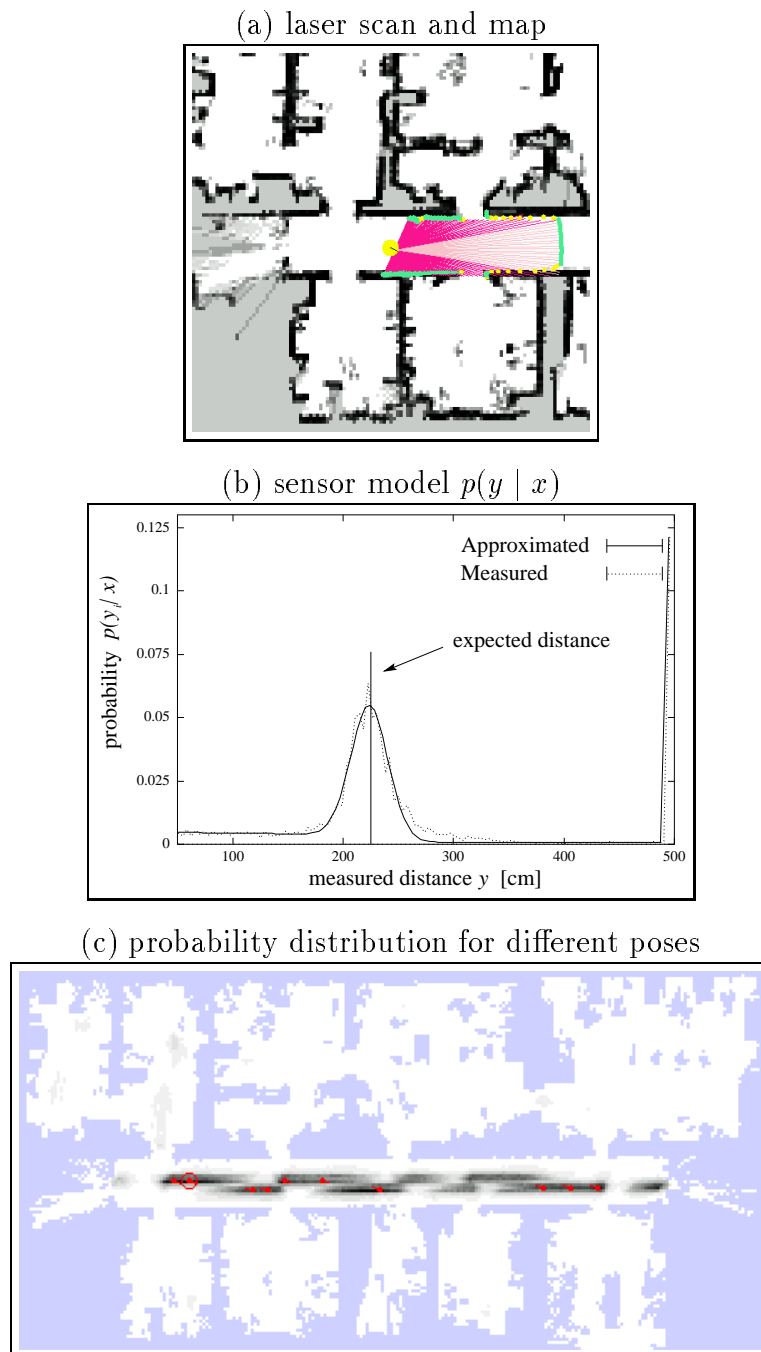 (a) laser scan and map
(b) sensor model p(y | x)
0.125
0.1
0.075
0.05
0.025
0
probability p(y_i | x)
Approximated
Measured
expected distance
100 200 300 400 500
measured distance y [cm]
(c) probability distribution for different poses